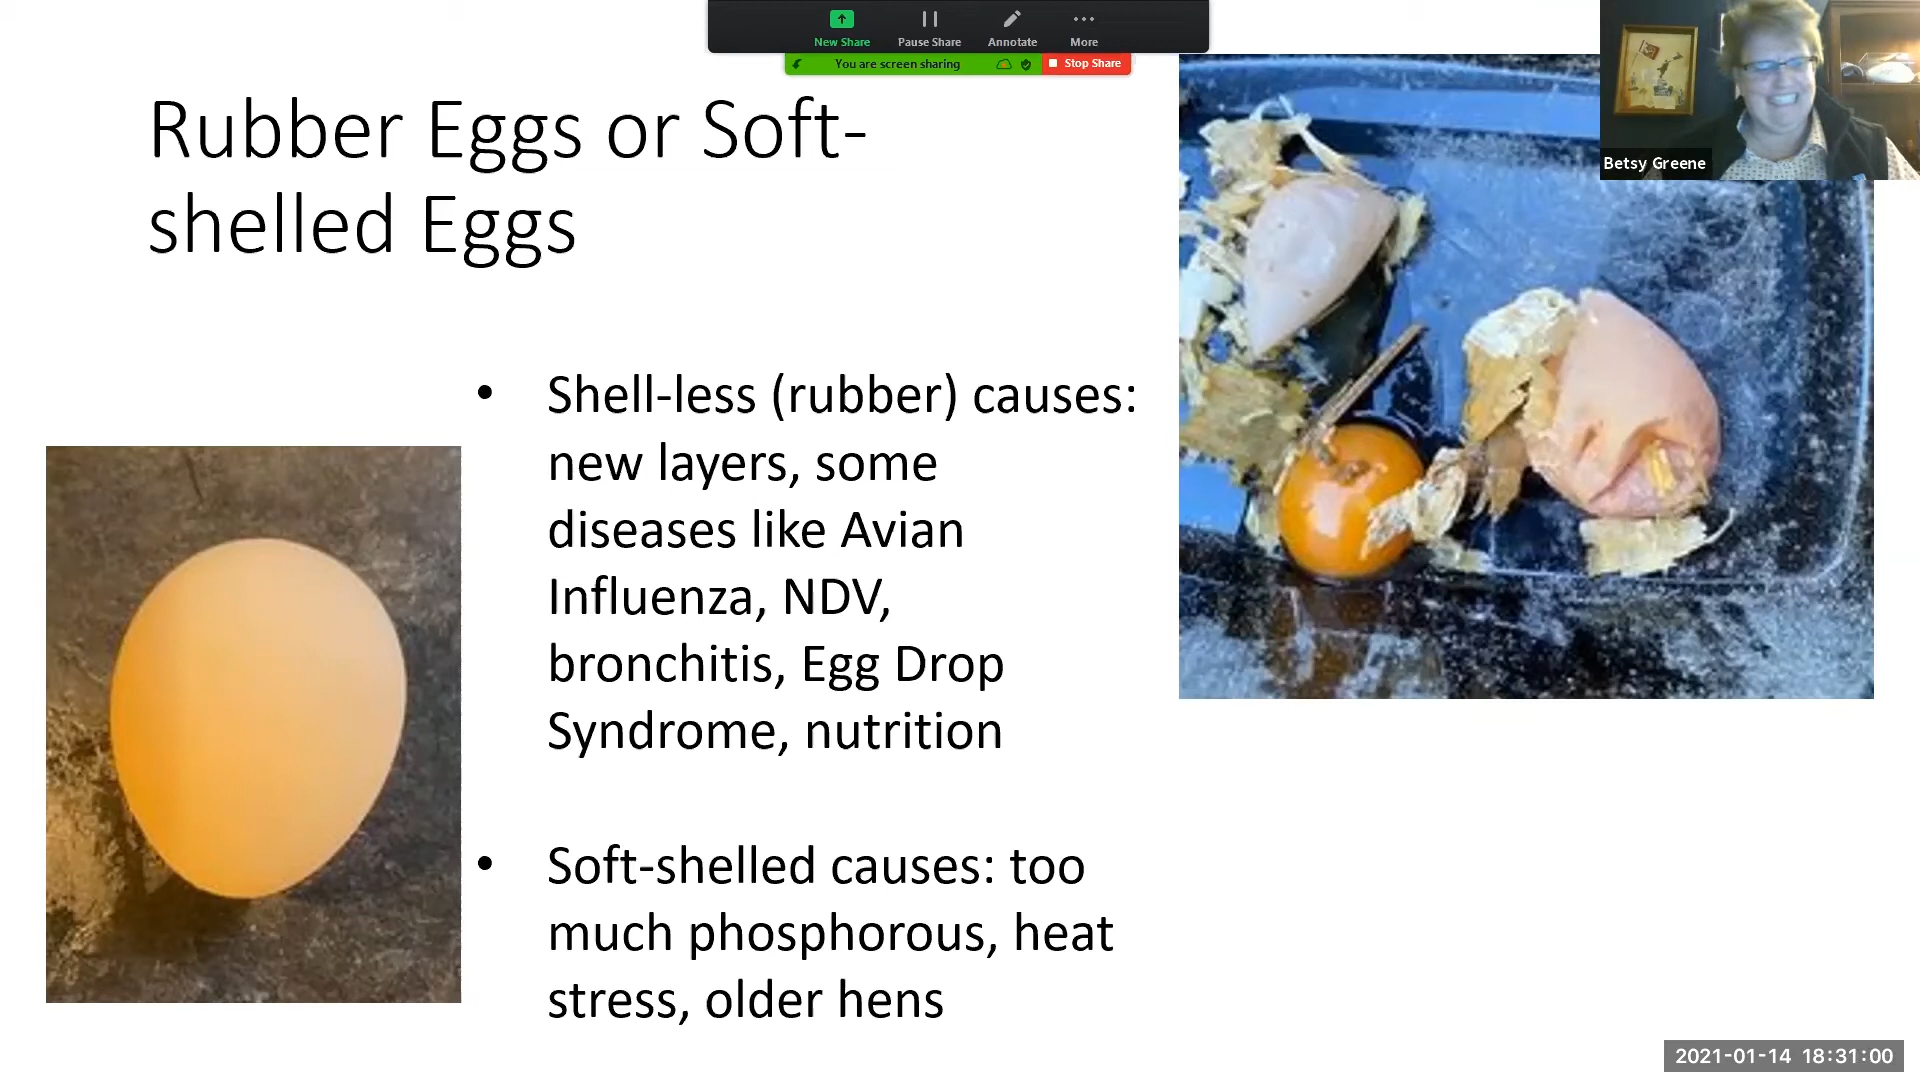 New Share
Pause Share
Annotate
More
You are screen sharing
Stop Share
Betsy Greene
Rubber Eggs or Soft-
shelled Eggs
• Shell-less (rubber) causes:
new layers, some
diseases like Avian
Influenza, NDV,
bronchitis, Egg Drop
Syndrome, nutrition
• Soft-shelled causes: too
much phosphorous, heat
stress, older hens
2021-01-14 18:31:00